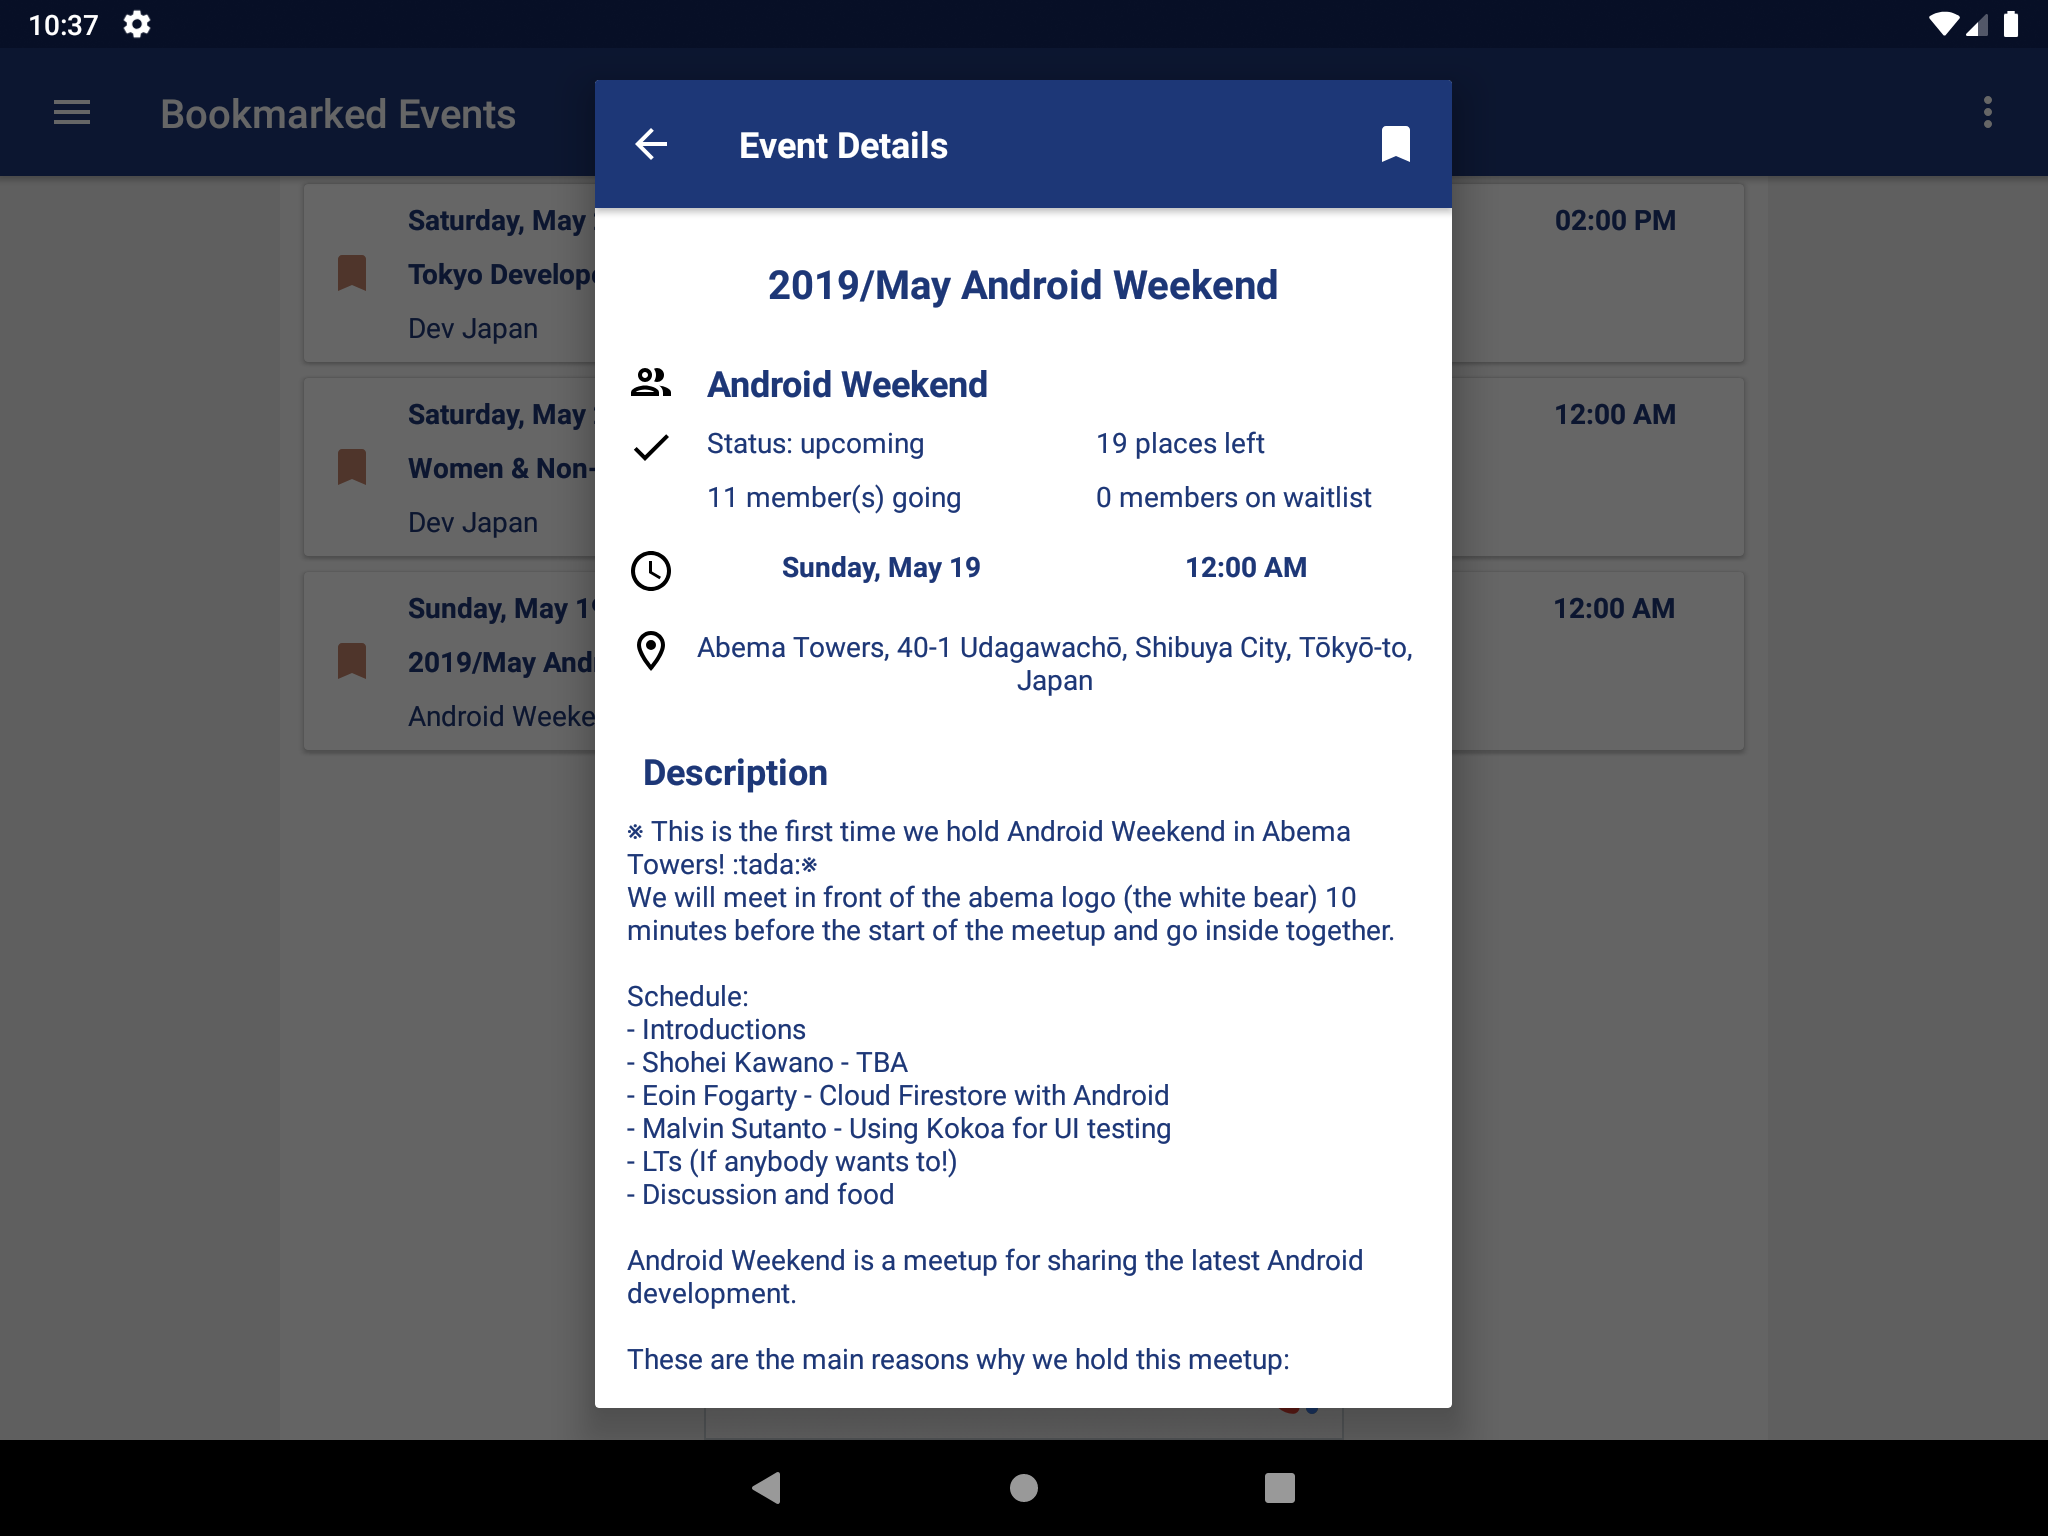 10:37
Bookmarked Events
Event Details
Saturday, May
02:00 PM
Tokyo
Dev Japan
Saturday, May
12:00 AM
Women & Non-
Dev Japan
Sunday, May
12:00 AM
2019/May
Android
2019/May Android Weekend
Android Weekend
Status: upcoming
19 places left
11 member(s) going
0 members on waitlist
Sunday, May 19
12:00 AM
Abema Towers, 40-1 Udagawachō, Shibuya City, Tōkyō-to,
Japan
Description
※ This is the first time we hold Android Weekend in Abema
Towers! :tada:※
We will meet in front of the abema logo (the white bear) 10
minutes before the start of the meetup and go inside together.
Schedule:
- Introductions
- Shohei Kawano - TBA
- Eoin Fogarty - Cloud Firestore with Android
- Malvin Sutanto - Using Kokoa for UI testing
- LTs (If anybody wants to!)
- Discussion and food
Android Weekend is a meetup for sharing the latest Android
development.
These are the main reasons why we hold this meetup: